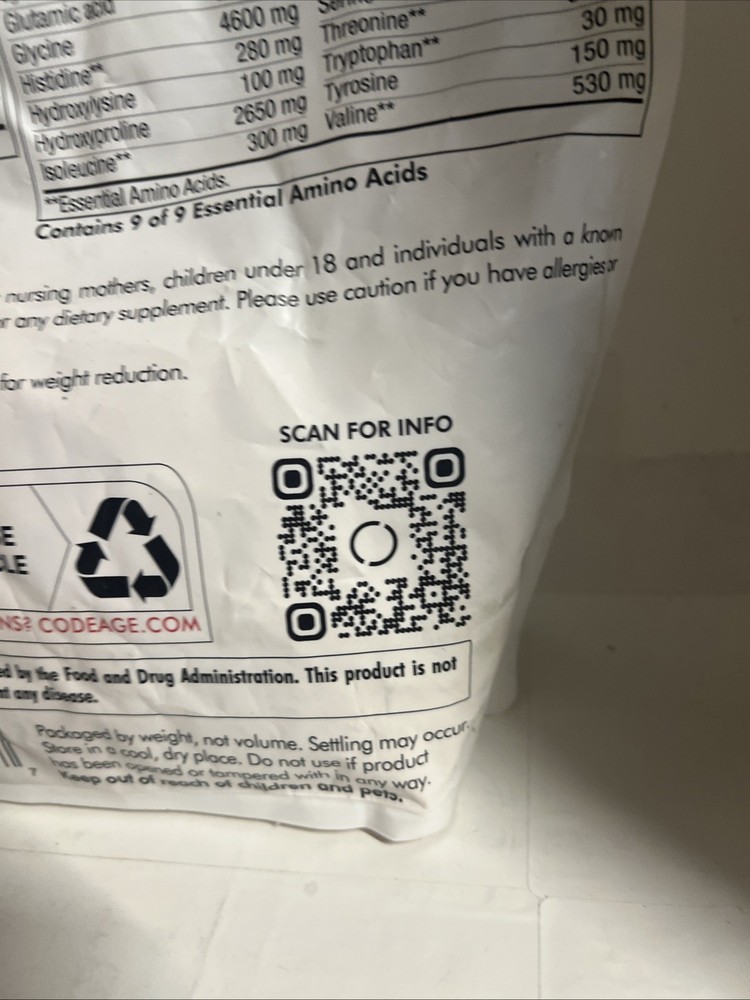 Glutamic acid
Glycine 4600 mg
Histidine** 280 mg
Hydroxylysine 100 mg
Hydroxyproline 2650 mg
Isoleucine** 300 mg
Threonine**
Tryptophan** 30 mg
Tyrosine 150 mg
Valine** 530 mg
**Essential Amino Acids.
Contains 9 of 9 Essential Amino Acids
nursing mothers, children under 18 and individuals with a known
any dietary supplement. Please use caution if you have allergies or
for weight reduction.
SCAN FOR INFO
CODEAGE.COM
by the Food and Drug Administration. This product is not
any disease.
Packaged by weight, not volume. Settling may occur.
Store in a cool, dry place. Do not use if product
has been opened or tampered with in any way.
Keep out of reach of children and pets.
7